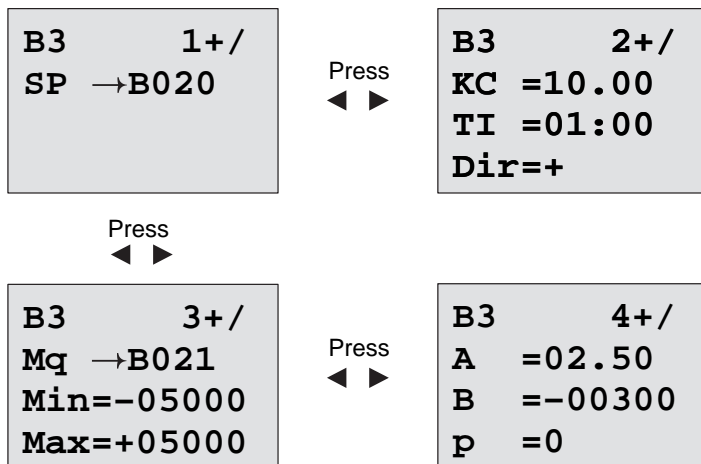 B3 1+/
SP →B020
Press
◄ ►
B3 2+/
KC =10.00
TI =01:00
Dir=+
Press
◄ ►
B3 3+/
Mq →B021
Min=-05000
Max=+05000
Press
◄ ►
B3 4+/
A =02.50
B =-00300
p =0